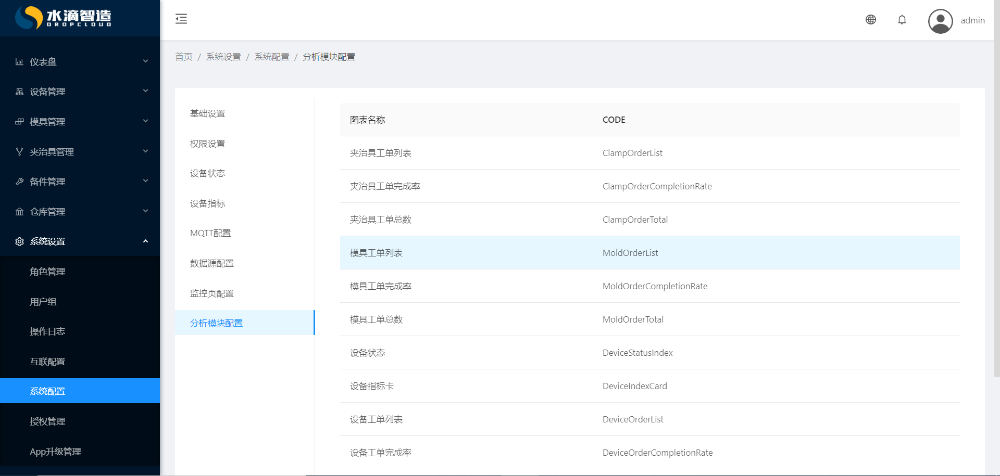 水滴智造
DROPCLOUD
admin
仪表盘
设备管理
模具管理
夹治具管理
备件管理
仓库管理
系统设置
角色管理
用户组
操作日志
互联配置
系统配置
授权管理
App升级管理
首页 / 系统设置 / 系统配置 / 分析模块配置
基础设置
权限设置
设备状态
设备指标
MQTT配置
数据源配置
监控页配置
分析模块配置
图表名称 CODE
夹治具工单列表 ClampOrderList
夹治具工单完成率 ClampOrderCompletionRate
夹治具工单总数 ClampOrderTotal
模具工单列表 MoldOrderList
模具工单完成率 MoldOrderCompletionRate
模具工单总数 MoldOrderTotal
设备状态 DeviceStatusIndex
设备指标卡 DeviceIndexCard
设备工单列表 DeviceOrderList
设备工单完成率 DeviceOrderCompletionRate